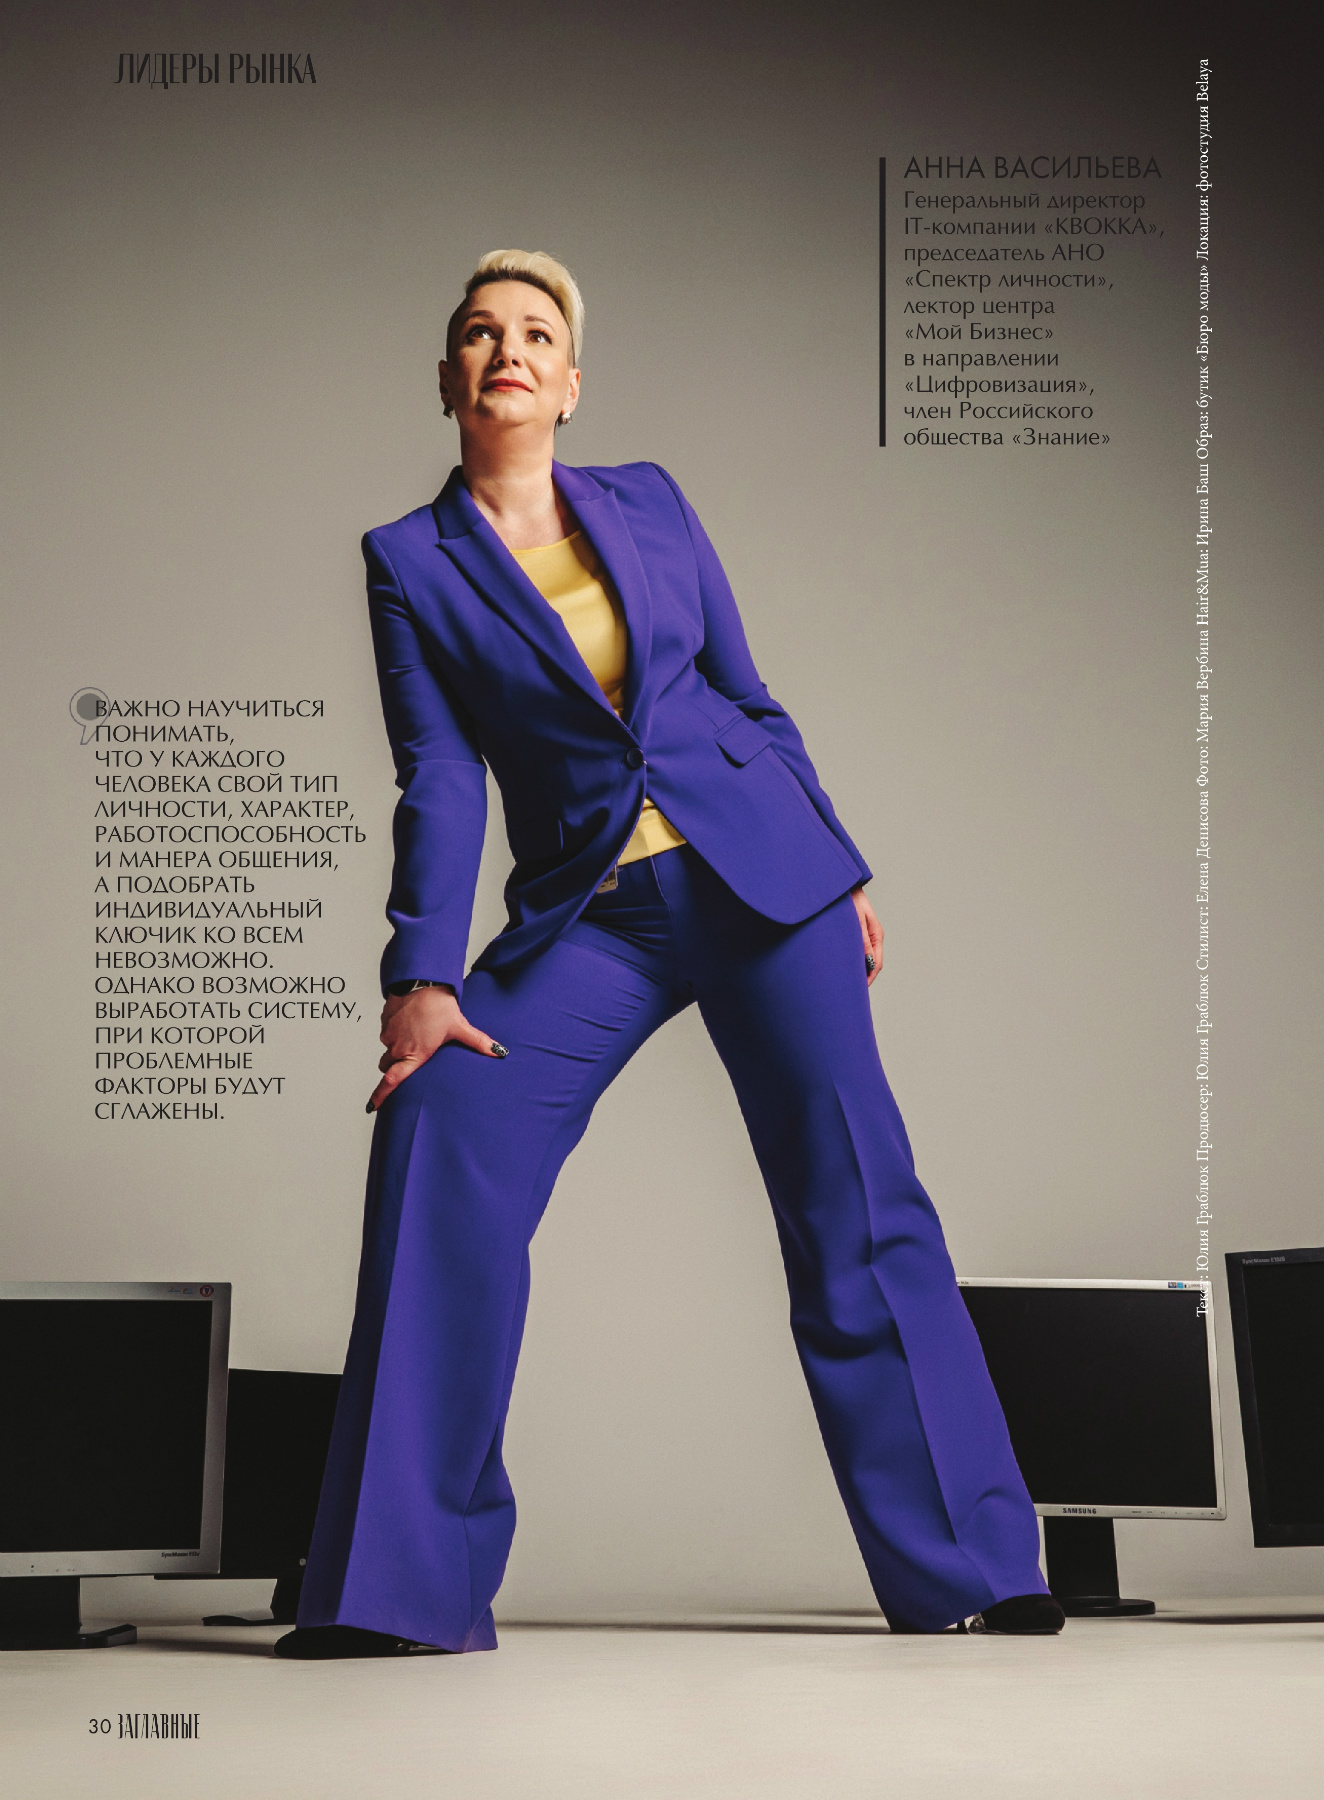 ЛИДЕРЫ РЫНКА
АННА ВАСИЛЬЕВА
Генеральный директор
IT-компании «КВОККА»,
председатель АНО
«Спектр личности»,
лектор центра
«Мой Бизнес»
в направлении
«Цифровизация»,
член Российского
общества «Знание»
ВАЖНО НАУЧИТЬСЯ
ПОНИМАТЬ,
ЧТО У КАЖДОГО
ЧЕЛОВЕКА СВОЙ ТИП
ЛИЧНОСТИ, ХАРАКТЕР,
РАБОТОСПОСОБНОСТЬ
И МАНЕРА ОБЩЕНИЯ,
А ПОДОБРАТЬ
ИНДИВИДУАЛЬНЫЙ
КЛЮЧИК КО ВСЕМ
НЕВОЗМОЖНО.
ОДНАКО ВОЗМОЖНО
ВЫРАБОТАТЬ СИСТЕМУ,
ПРИ КОТОРОЙ
ПРОБЛЕМНЫЕ
ФАКТОРЫ БУДУТ
СГЛАЖЕНЫ.
Текст: Юлия Граблюк Продюсер: Юлия Граблюк Стилист: Елена Денисова Фото: Мария Вербина Hair&Mua: Ирина Баш Образ: бутик «Бюро моды» Локация: фотостудия Belaya
SAMSUNG
30 ЗАГЛАВНЫЕ